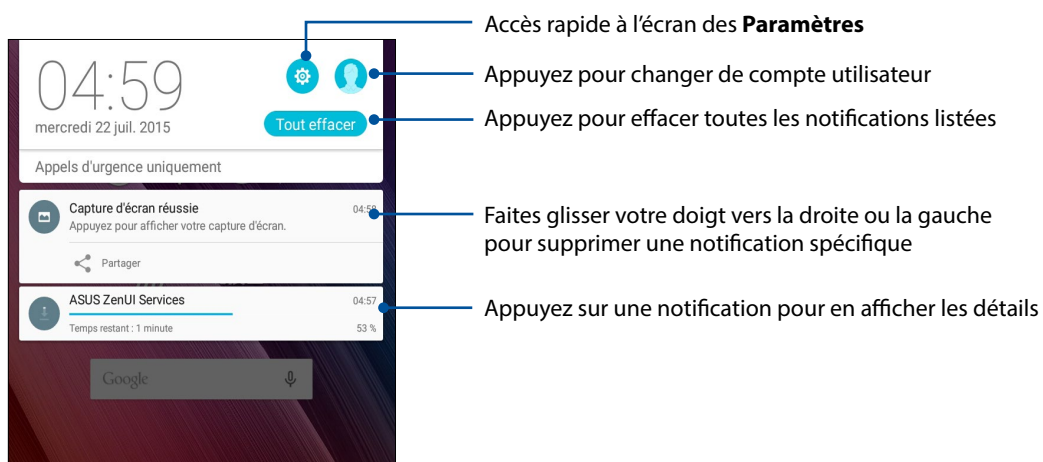 Accès rapide à l'écran des Paramètres
04:59
Appuyez pour changer de compte utilisateur
mercredi 22 juil. 2015
Tout effacer
Appuyez pour effacer toutes les notifications listées
Appels d'urgence uniquement
Capture d'écran réussie
04:58
Appuyez pour afficher votre capture d'écran.
Faites glisser votre doigt vers la droite ou la gauche
pour supprimer une notification spécifique
Partager
ASUS ZenUI Services
04:57
Appuyez sur une notification pour en afficher les détails
Temps restant : 1 minute
53 %
Google